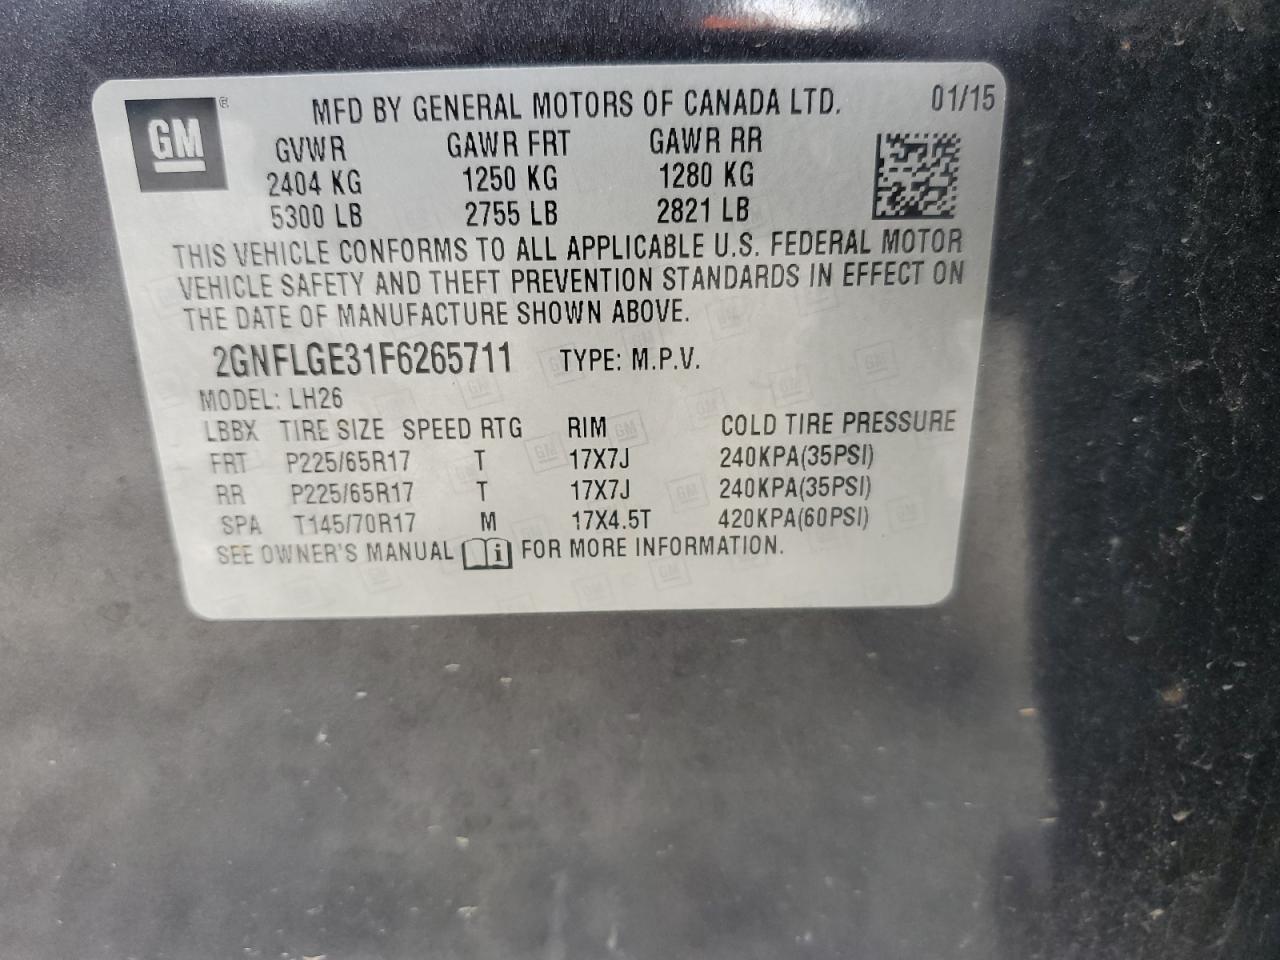 GM ® MFD BY GENERAL MOTORS OF CANADA LTD. 01/15
GVWR GAWR FRT GAWR RR
2404 KG 1250 KG 1280 KG
5300 LB 2755 LB 2821 LB
THIS VEHICLE CONFORMS TO ALL APPLICABLE U.S. FEDERAL MOTOR
VEHICLE SAFETY AND THEFT PREVENTION STANDARDS IN EFFECT ON
THE DATE OF MANUFACTURE SHOWN ABOVE.
2GNFLGE31F6265711 TYPE: M.P.V.
MODEL: LH26
LBBX TIRE SIZE SPEED RTG RIM COLD TIRE PRESSURE
FRT P225/65R17 T 17X7J 240KPA(35PSI)
RR P225/65R17 T 17X7J 240KPA(35PSI)
SPA T145/70R17 M 17X4.5T 420KPA(60PSI)
SEE OWNER'S MANUAL i FOR MORE INFORMATION.